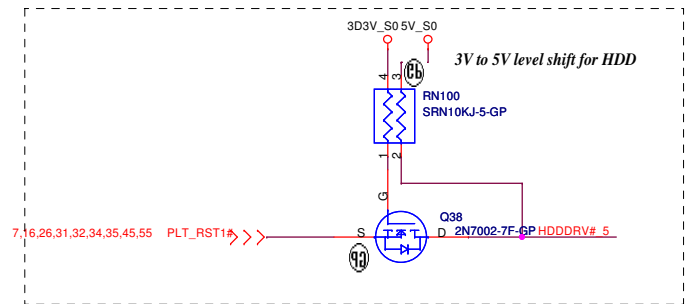 3D3V_S0 5V_S0
3V to 5V level shift for HDD
4 3
RN100
SRN10KJ-5-GP
1 2
G
Q38
7,16,26,31,32,34,35,45,55 PLT_RST1# S D 2N7002-7F-GP HDDDRV#_5